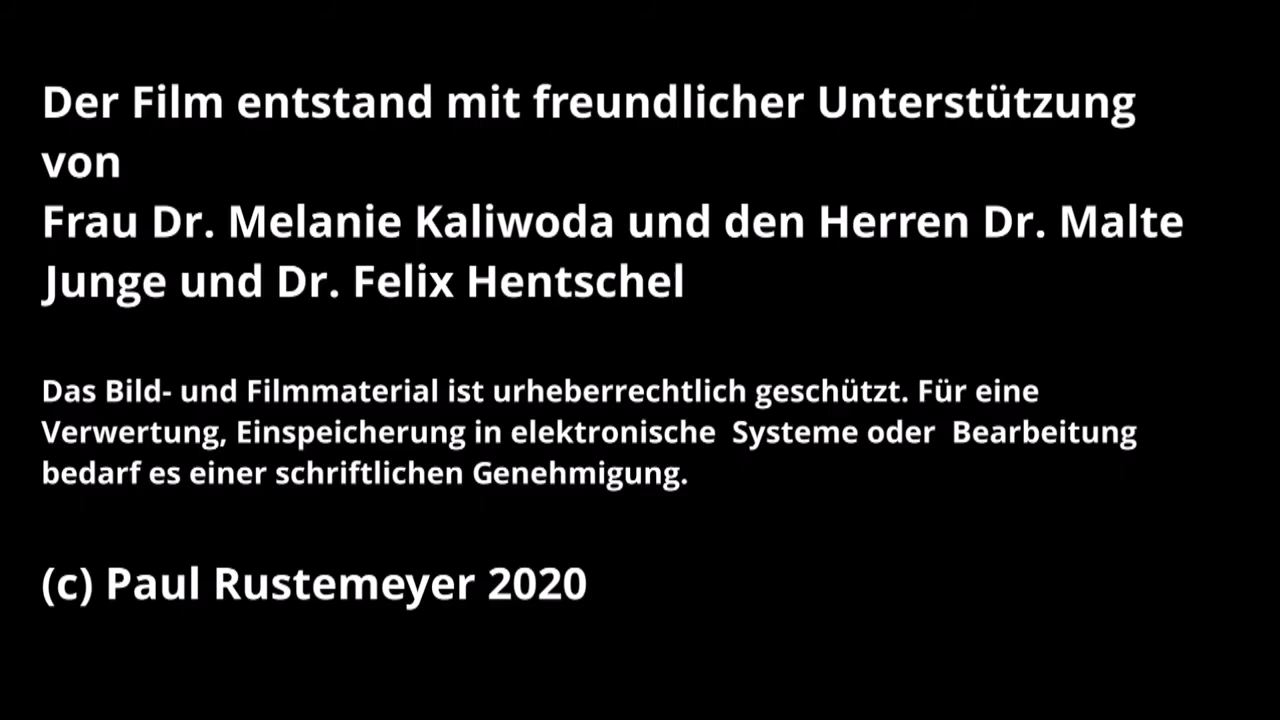 Der Film entstand mit freundlicher Unterstützung
von
Frau Dr. Melanie Kaliwoda und den Herren Dr. Malte
Junge und Dr. Felix Hentschel
Das Bild- und Filmmaterial ist urheberrechtlich geschützt. Für eine
Verwertung, Einspeicherung in elektronische  Systeme oder  Bearbeitung
bedarf es einer schriftlichen Genehmigung.
(c) Paul Rustemeyer 2020